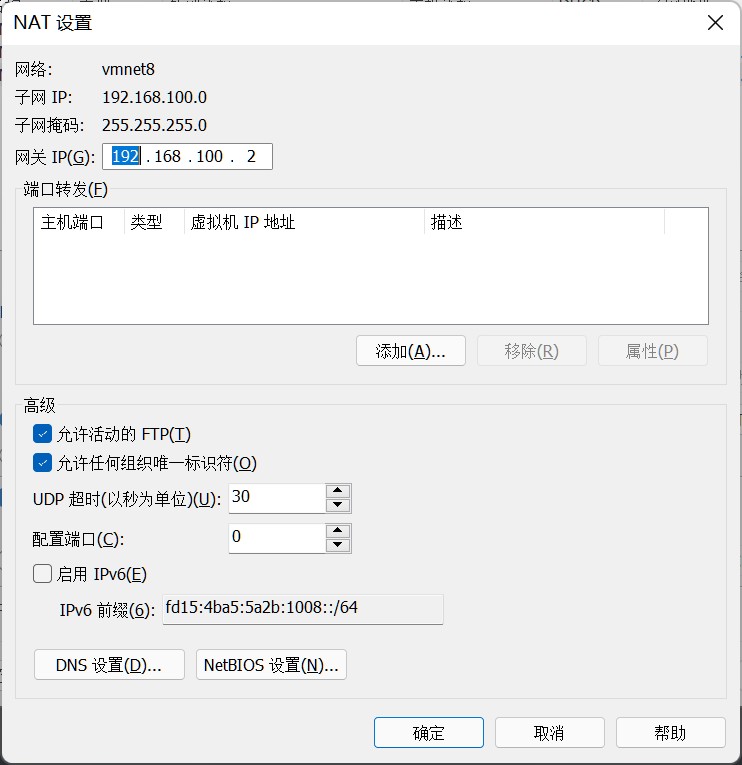 NAT 设置
网络: vmnet8
子网 IP: 192.168.100.0
子网掩码: 255.255.255.0
网关 IP(G): 192 . 168 . 100 . 2
端口转发(F)
主机端口 类型 虚拟机 IP 地址 描述
添加(A)... 移除(R) 属性(P)
高级
允许活动的 FTP(T)
允许任何组织唯一标识符(O)
UDP 超时(以秒为单位)(U): 30
配置端口(C): 0
启用 IPv6(E)
IPv6 前缀(6): fd15:4ba5:5a2b:1008::/64
DNS 设置(D)... NetBIOS 设置(N)...
确定 取消 帮助